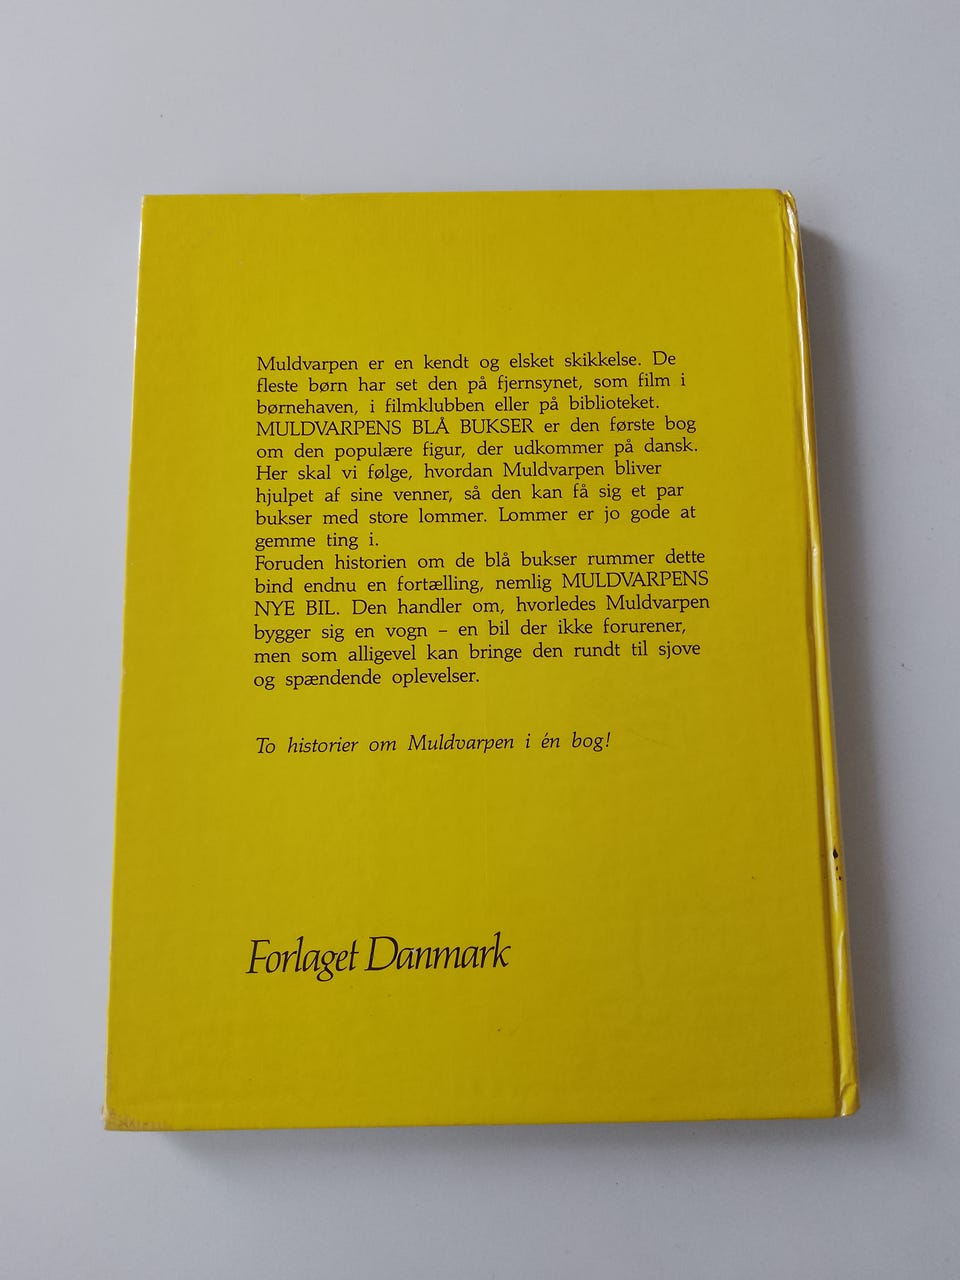 Muldvarpen er en kendt og elsket skikkelse. De
fleste børn har set den på fjernsynet, som film i
børnehaven, i filmklubben eller på biblioteket.
MULDVARPENS BLÅ BUKSER er den første bog
om den populære figur, der udkommer på dansk.
Her skal vi følge, hvordan Muldvarpen bliver
hjulpet af sine venner, så den kan få sig et par
bukser med store lommer. Lommer er jo gode at
gemme ting i.
Foruden historien om de blå bukser rummer dette
bind endnu en fortælling, nemlig MULDVARPENS
NYE BIL. Den handler om, hvorledes Muldvarpen
bygger sig en vogn – en bil der ikke forurener,
men som alligevel kan bringe den rundt til sjove
og spændende oplevelser.
To historier om Muldvarpen i én bog!
Forlaget Danmark